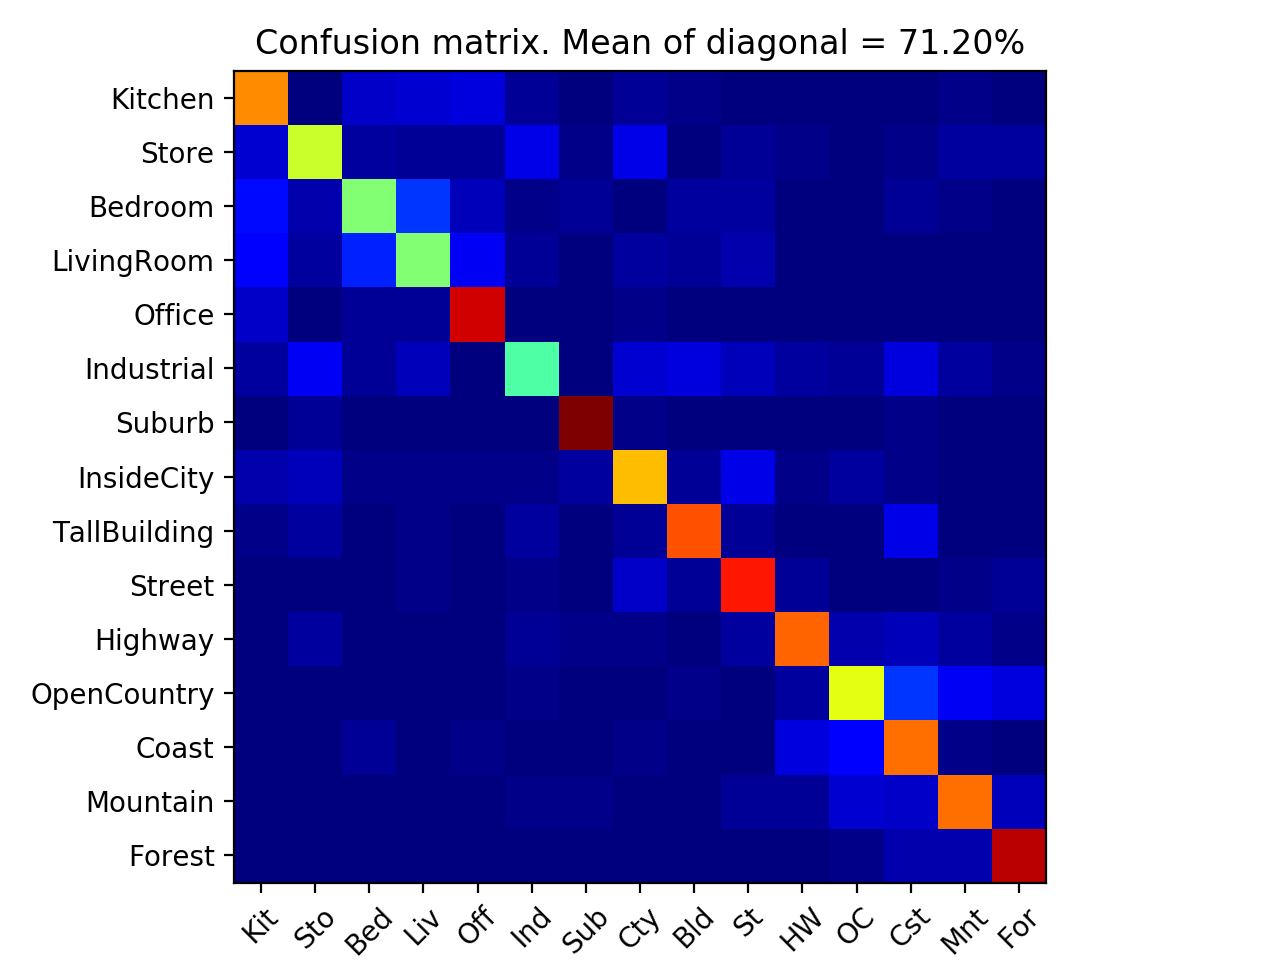 Confusion matrix. Mean of diagonal = 71.20%
Kitchen
Store
Bedroom
LivingRoom
Office
Industrial
Suburb
InsideCity
TallBuilding
Street
Highway
OpenCountry
Coast
Mountain
Forest
Kit Sto Bed Liv Off Ind Sub Cty Bld St HW OC Cst Mnt For